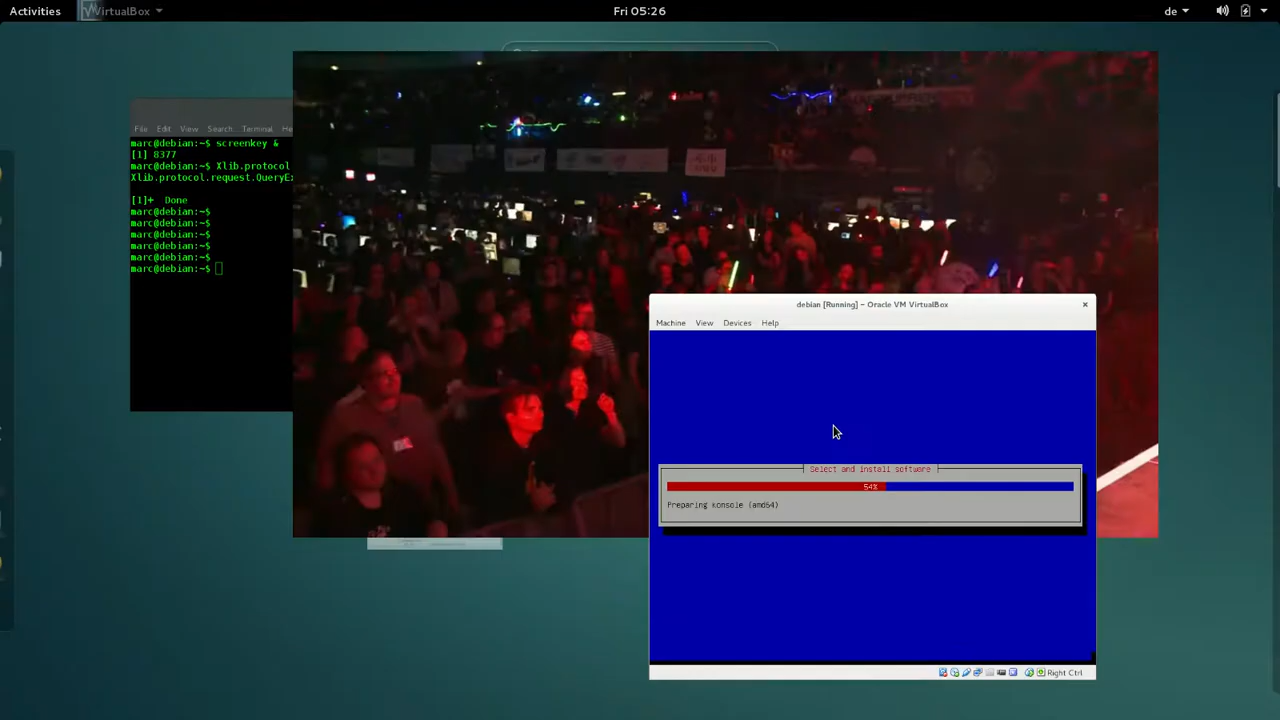 Activities
VirtualBox
Fri 05:26
de
File Edit View Search Terminal He
marc@debian:~$ screenkey &
[1] 8377
marc@debian:~$ Xlib.protocol
Xlib.protocol.request.QueryEx
[1]+ Done
marc@debian:~$
marc@debian:~$
marc@debian:~$
marc@debian:~$
marc@debian:~$
marc@debian:~$
debian [Running] – Oracle VM VirtualBox
Machine View Devices Help
Select and install software
54%
Preparing konsole (amd64)
Right Ctrl